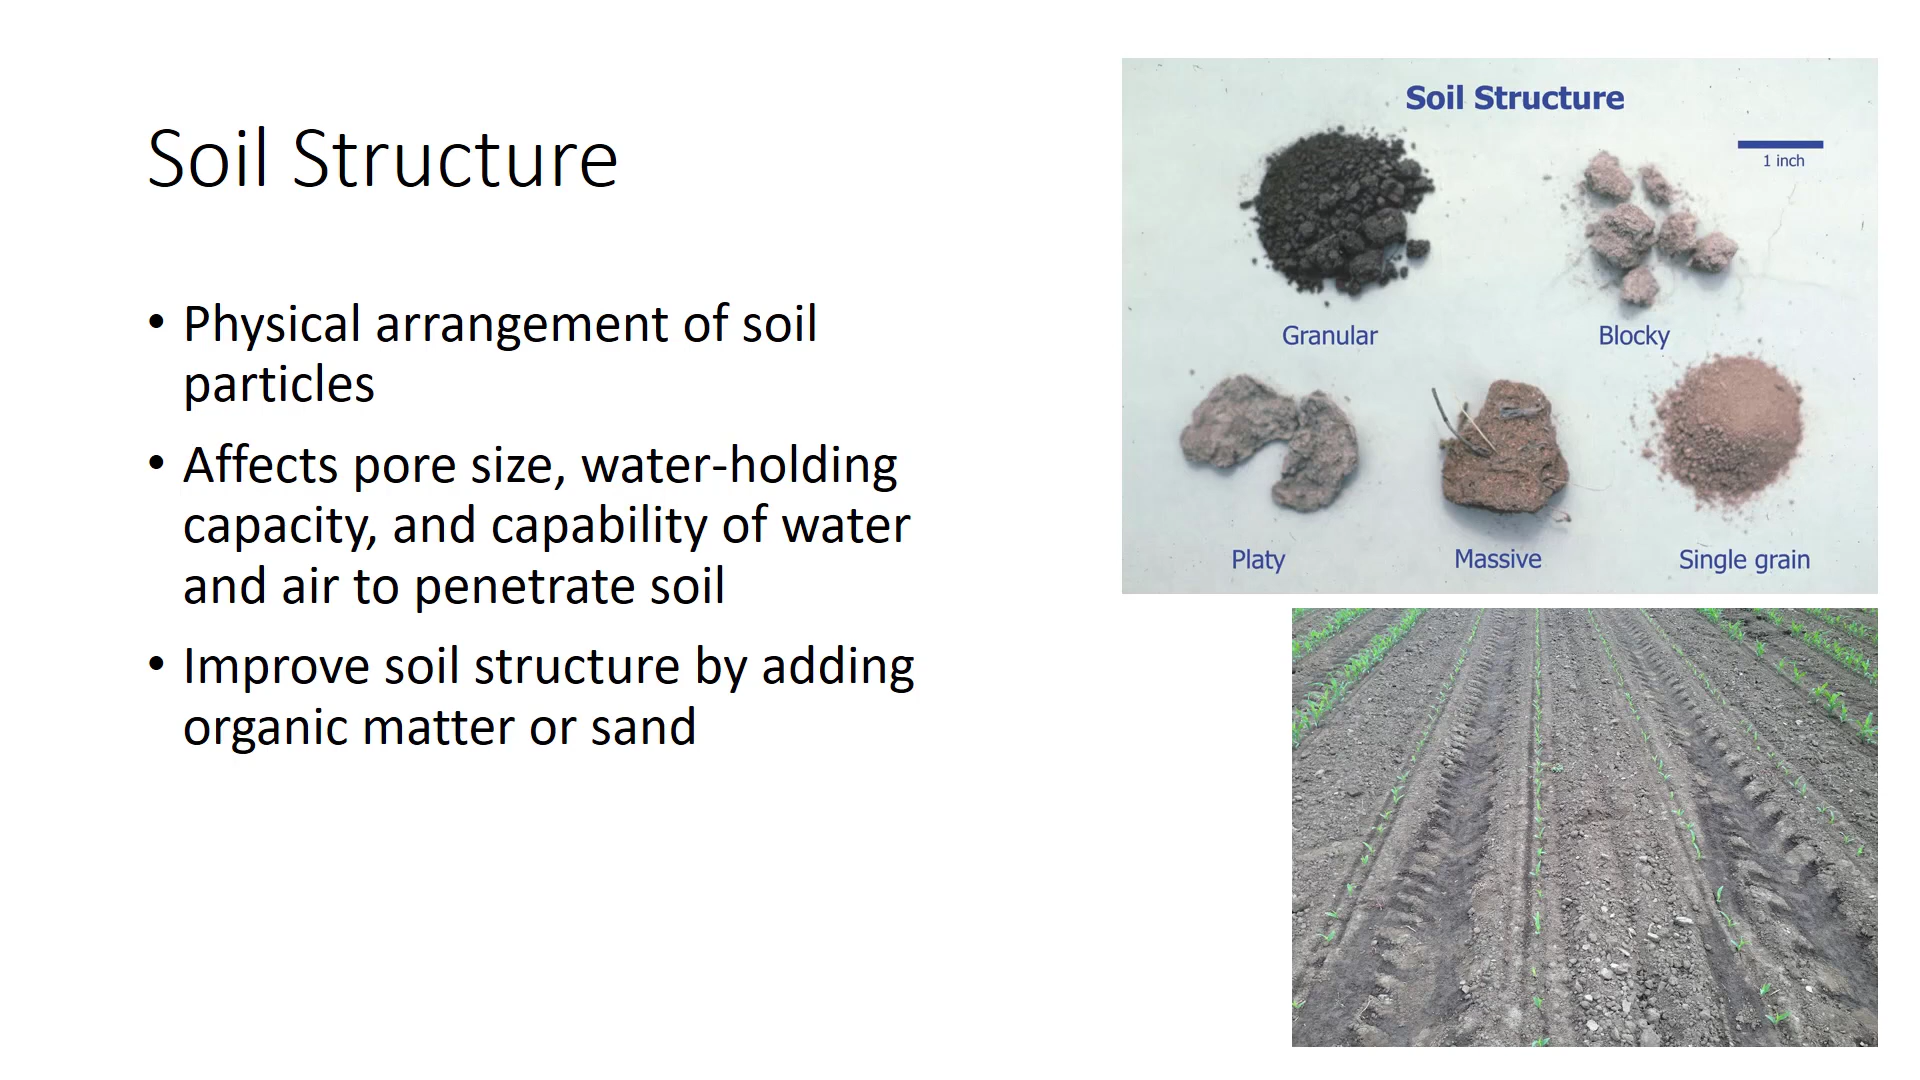 Soil Structure
• Physical arrangement of soil
particles
• Affects pore size, water-holding
capacity, and capability of water
and air to penetrate soil
• Improve soil structure by adding
organic matter or sand
Soil Structure
1 inch
Granular
Blocky
Platy
Massive
Single grain